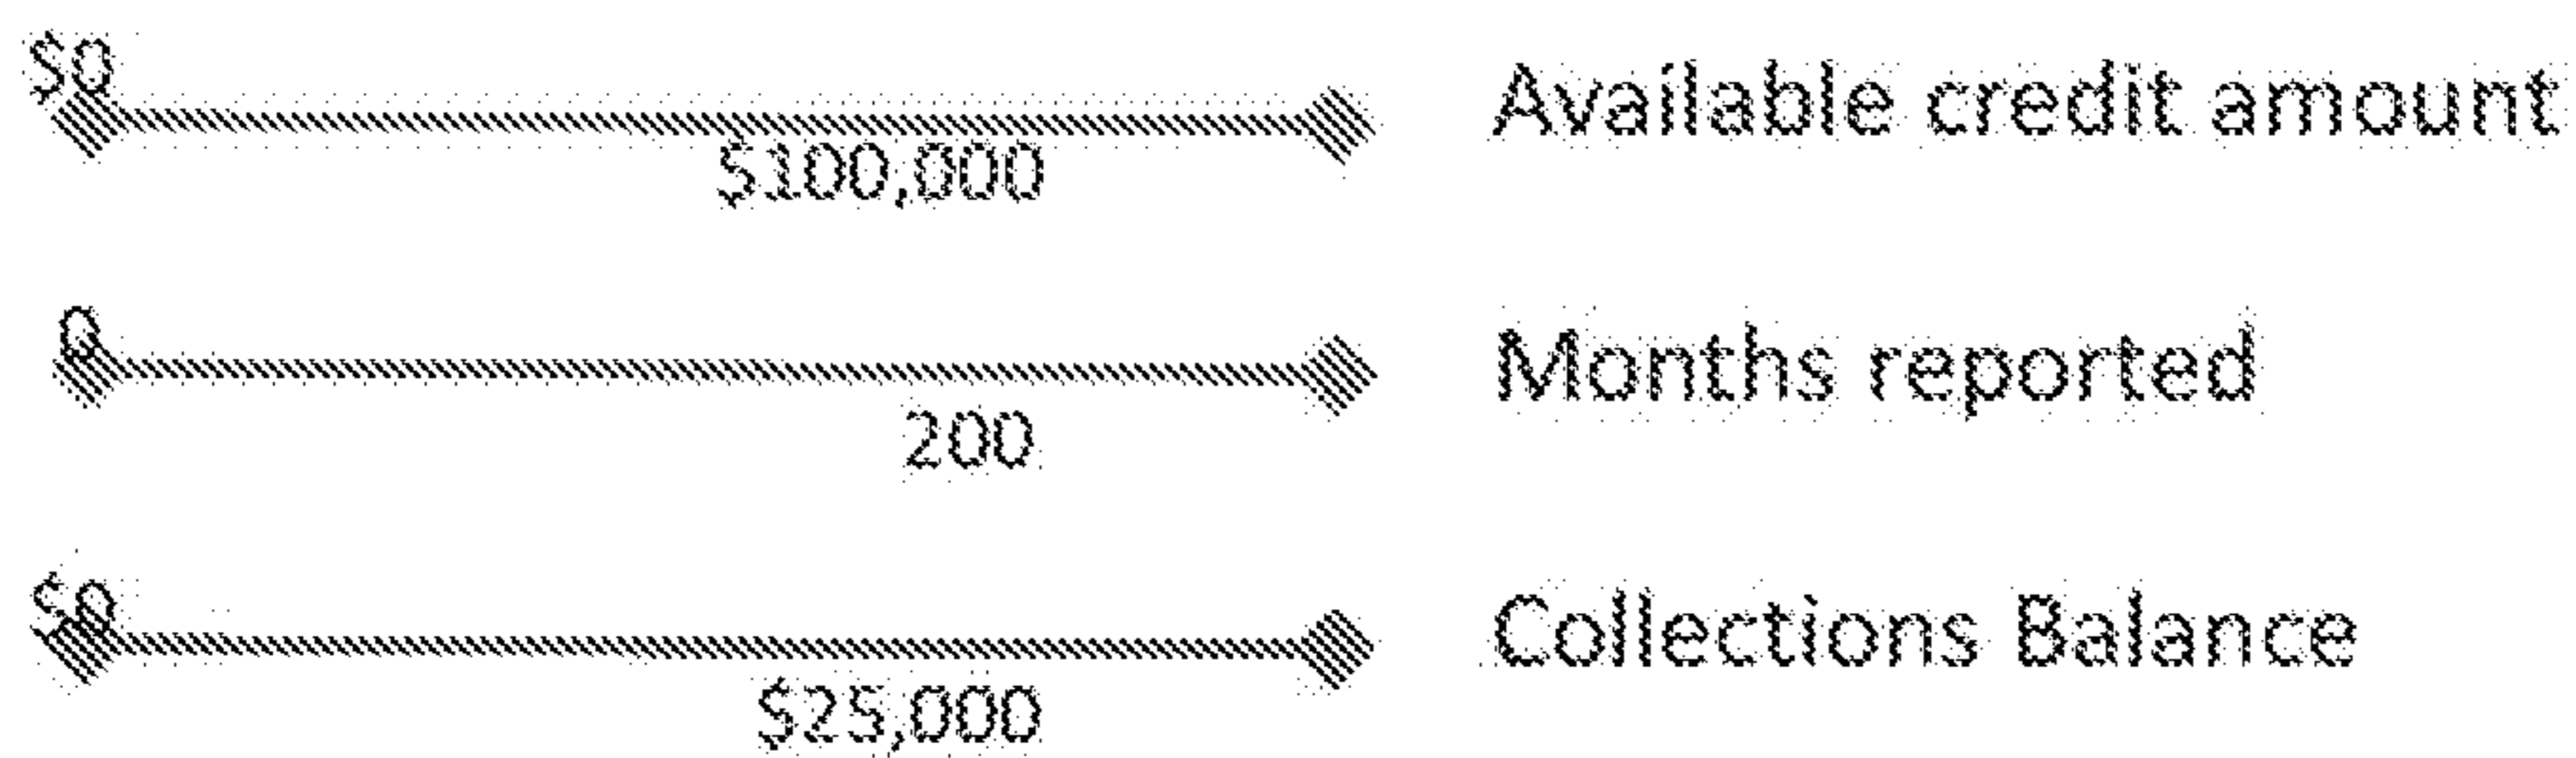 $0
Available credit amount
$100,000
0
Months reported
200
$0
Collections Balance
$25,000